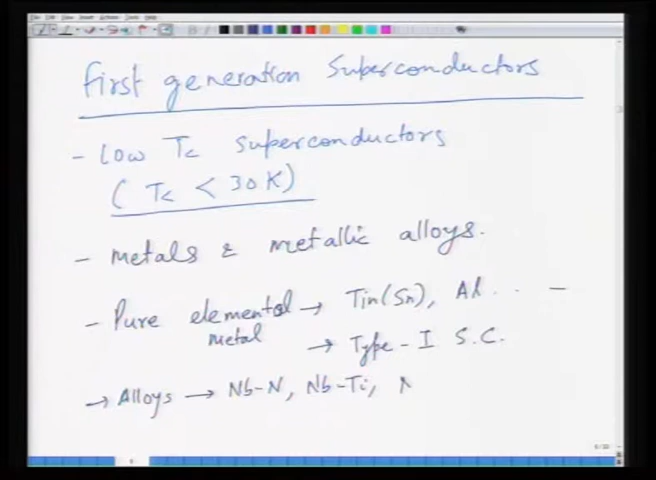 First generation Superconductors
- Low Tc superconductors
( Tc < 30K)
- metals & metallic alloys.
- Pure elemental → Tin(Sn), Al. . . —
metal
→ Type - I S.C.
→ Alloys → Nb-N, Nb-Ti, N